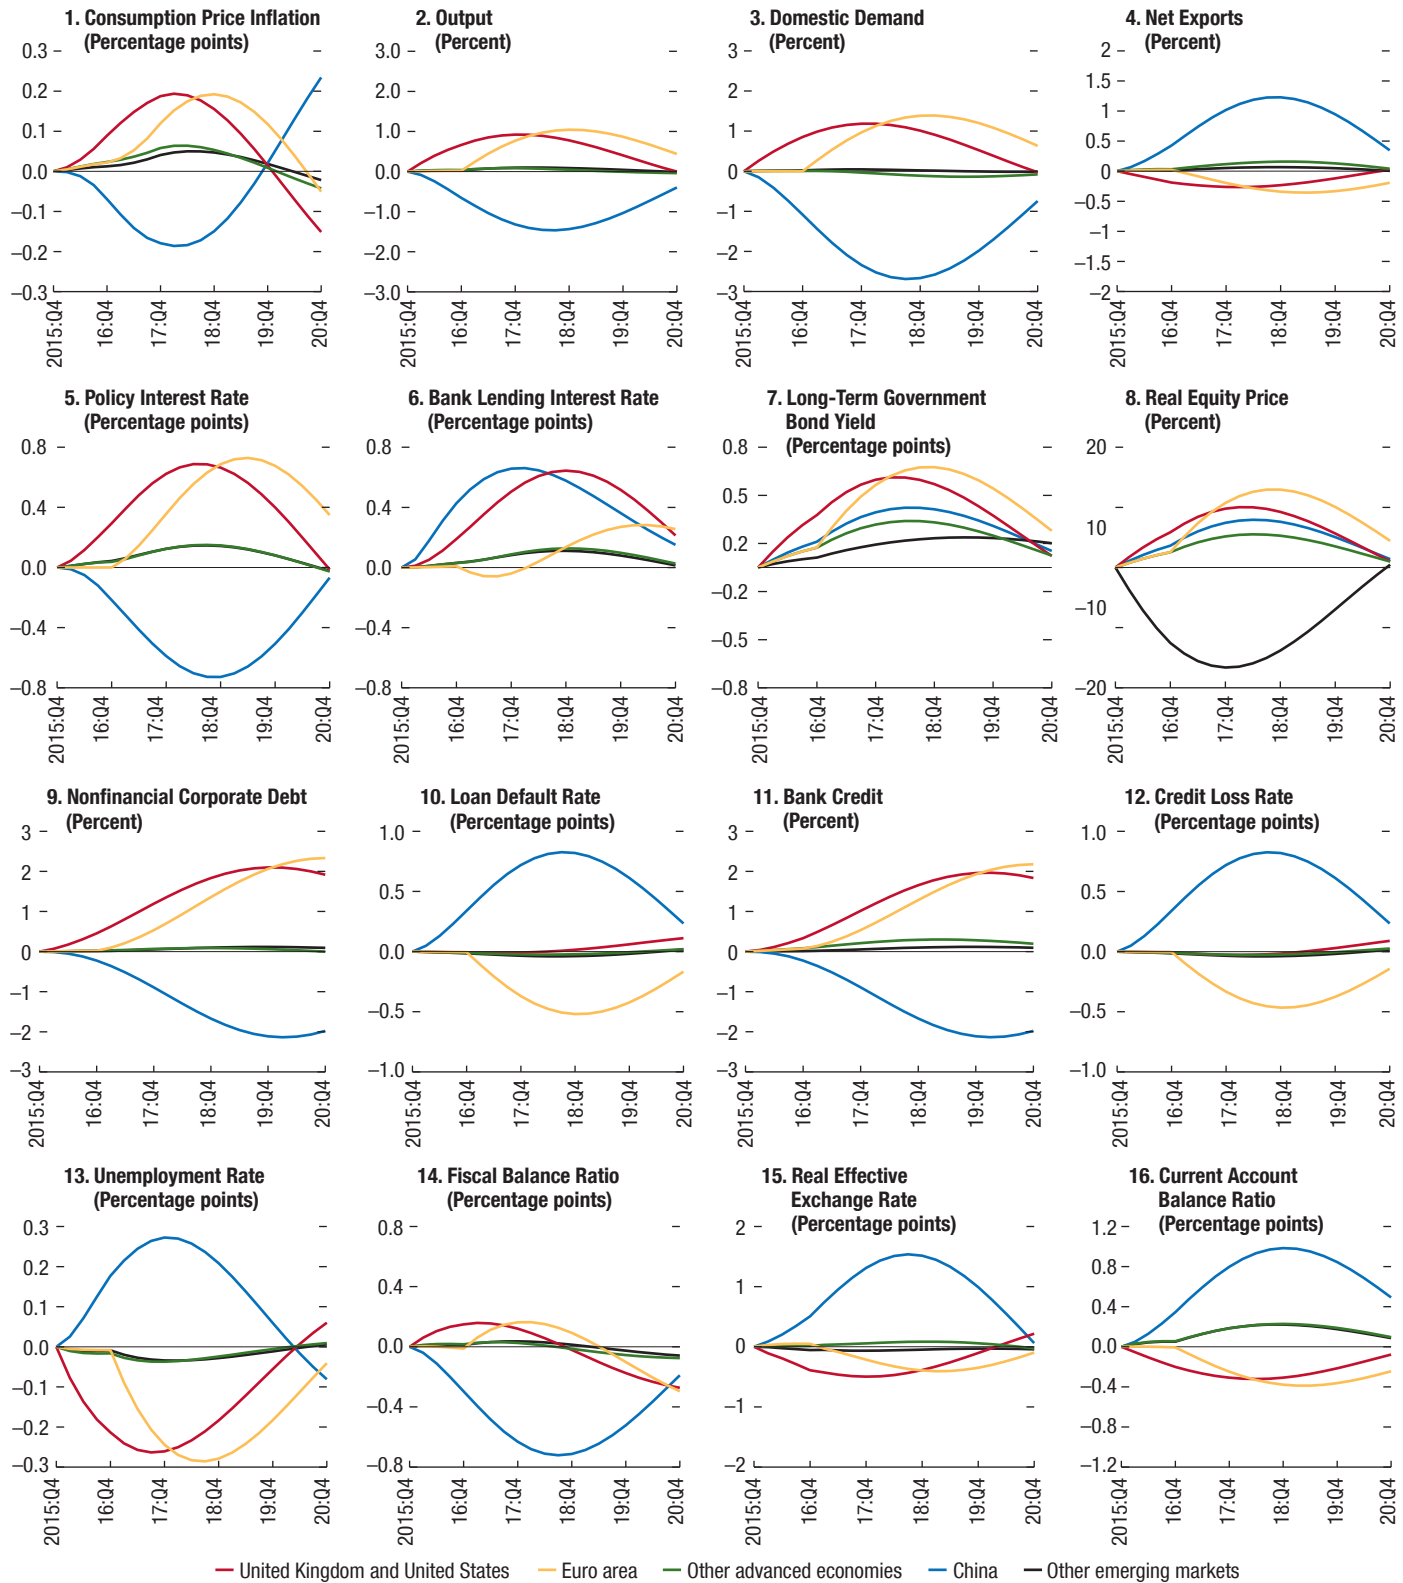 1. Consumption Price Inflation
(Percentage points)
0.3
0.2
0.1
0.0
–0.1
–0.2
–0.3
2015:Q4
16:Q4
17:Q4
18:Q4
19:Q4
20:Q4
2. Output
(Percent)
3.0
2.0
1.0
0.0
–1.0
–2.0
–3.0
2015:Q4
16:Q4
17:Q4
18:Q4
19:Q4
20:Q4
3. Domestic Demand
(Percent)
3
2
1
0
–1
–2
–3
2015:Q4
16:Q4
17:Q4
18:Q4
19:Q4
20:Q4
4. Net Exports
(Percent)
2
1.5
1
0.5
0
–0.5
–1
–1.5
–2
2015:Q4
16:Q4
17:Q4
18:Q4
19:Q4
20:Q4
5. Policy Interest Rate
(Percentage points)
0.8
0.4
0.0
–0.4
–0.8
2015:Q4
16:Q4
17:Q4
18:Q4
19:Q4
20:Q4
6. Bank Lending Interest Rate
(Percentage points)
0.8
0.4
0.0
–0.4
–0.8
2015:Q4
16:Q4
17:Q4
18:Q4
19:Q4
20:Q4
7. Long-Term Government
Bond Yield
(Percentage points)
0.8
0.5
0.2
–0.2
–0.5
–0.8
2015:Q4
16:Q4
17:Q4
18:Q4
19:Q4
20:Q4
8. Real Equity Price
(Percent)
20
10
–10
–20
2015:Q4
16:Q4
17:Q4
18:Q4
19:Q4
20:Q4
9. Nonfinancial Corporate Debt
(Percent)
3
2
1
0
–1
–2
–3
2015:Q4
16:Q4
17:Q4
18:Q4
19:Q4
20:Q4
10. Loan Default Rate
(Percentage points)
1.0
0.5
0.0
–0.5
–1.0
2015:Q4
16:Q4
17:Q4
18:Q4
19:Q4
20:Q4
11. Bank Credit
(Percent)
3
2
1
0
–1
–2
–3
2015:Q4
16:Q4
17:Q4
18:Q4
19:Q4
20:Q4
12. Credit Loss Rate
(Percentage points)
1.0
0.5
0.0
–0.5
–1.0
2015:Q4
16:Q4
17:Q4
18:Q4
19:Q4
20:Q4
13. Unemployment Rate
(Percentage points)
0.3
0.2
0.1
0.0
–0.1
–0.2
–0.3
2015:Q4
16:Q4
17:Q4
18:Q4
19:Q4
20:Q4
14. Fiscal Balance Ratio
(Percentage points)
0.8
0.4
0.0
–0.4
–0.8
2015:Q4
16:Q4
17:Q4
18:Q4
19:Q4
20:Q4
15. Real Effective
Exchange Rate
(Percentage points)
2
1
0
–1
–2
2015:Q4
16:Q4
17:Q4
18:Q4
19:Q4
20:Q4
16. Current Account
Balance Ratio
(Percentage points)
1.2
0.8
0.4
0.0
–0.4
–0.8
–1.2
2015:Q4
16:Q4
17:Q4
18:Q4
19:Q4
20:Q4
United Kingdom and United States Euro area Other advanced economies China Other emerging markets